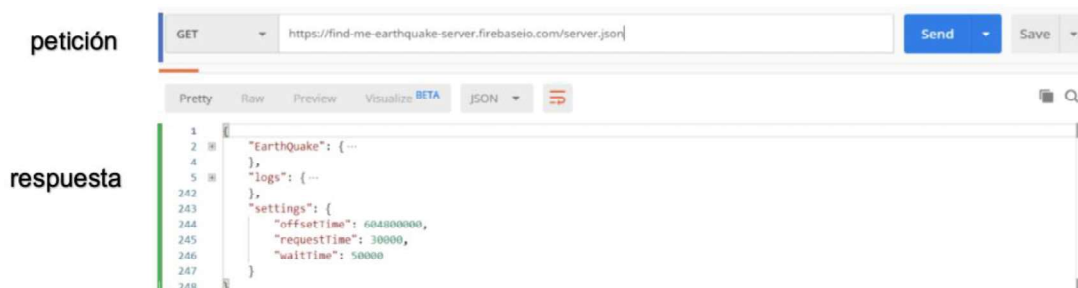 petición
GET https://find-me-earthquake-server.firebaseio.com/server.json Send Save
Pretty Raw Preview Visualize BETA JSON
respuesta
1 {
2 "EarthQuake": { ...
4 },
5 "logs": { ...
242 },
243 "settings": {
244 "offsetTime": 604800000,
245 "requestTime": 30000,
246 "waitTime": 50000
247 }
248 }